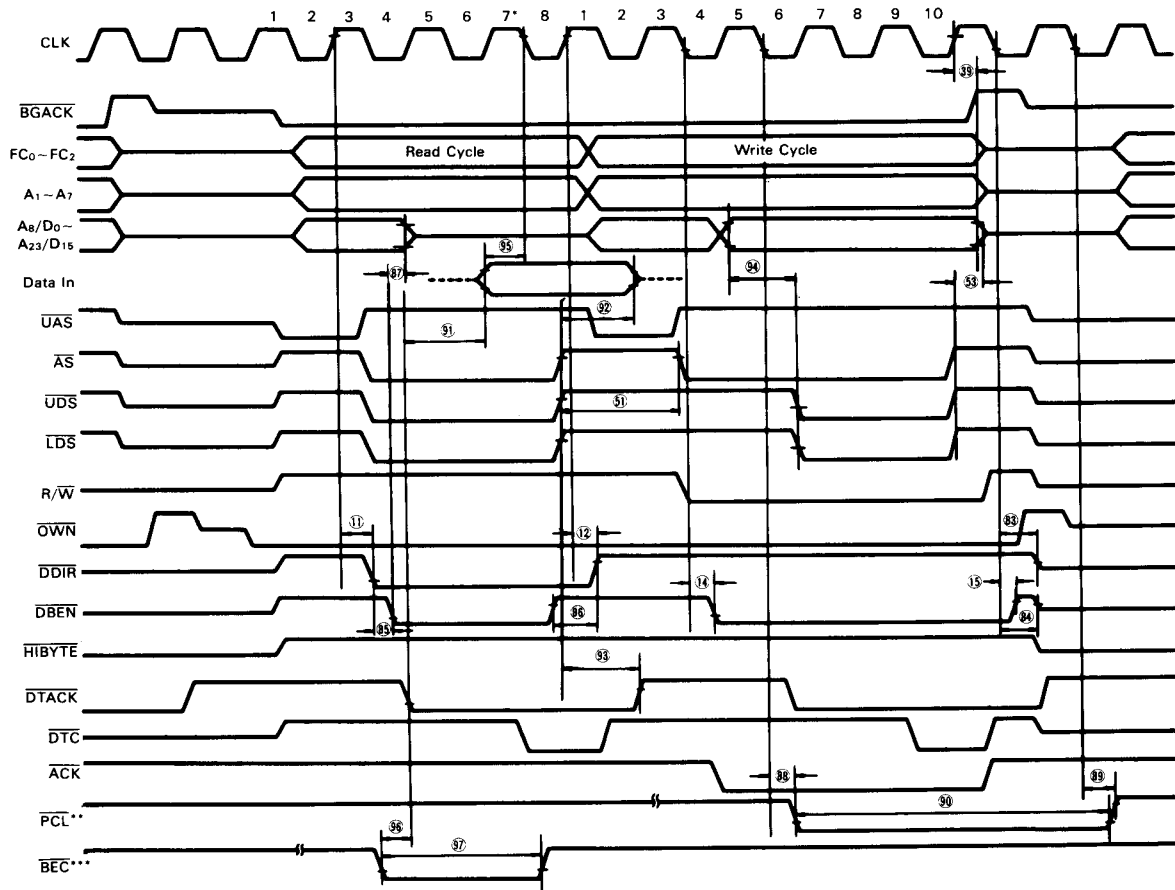 1 2 3 4 5 6 7* 8 1 2 3 4 5 6 7 8 9 10
CLK
㊴
BGACK
FC0~FC2 Read Cycle Write Cycle
A1~A7
A8/D0~
A23/D15
95
87 94 53
Data In
92
UAS
91
AS
UDS
51
LDS
R/W
OWN
11 12 83
DDIR
14 15
DBEN
86
85 84
HIBYTE
93
DTACK
DTC
ACK
88 89
90
PCL**
96 97
BEC***